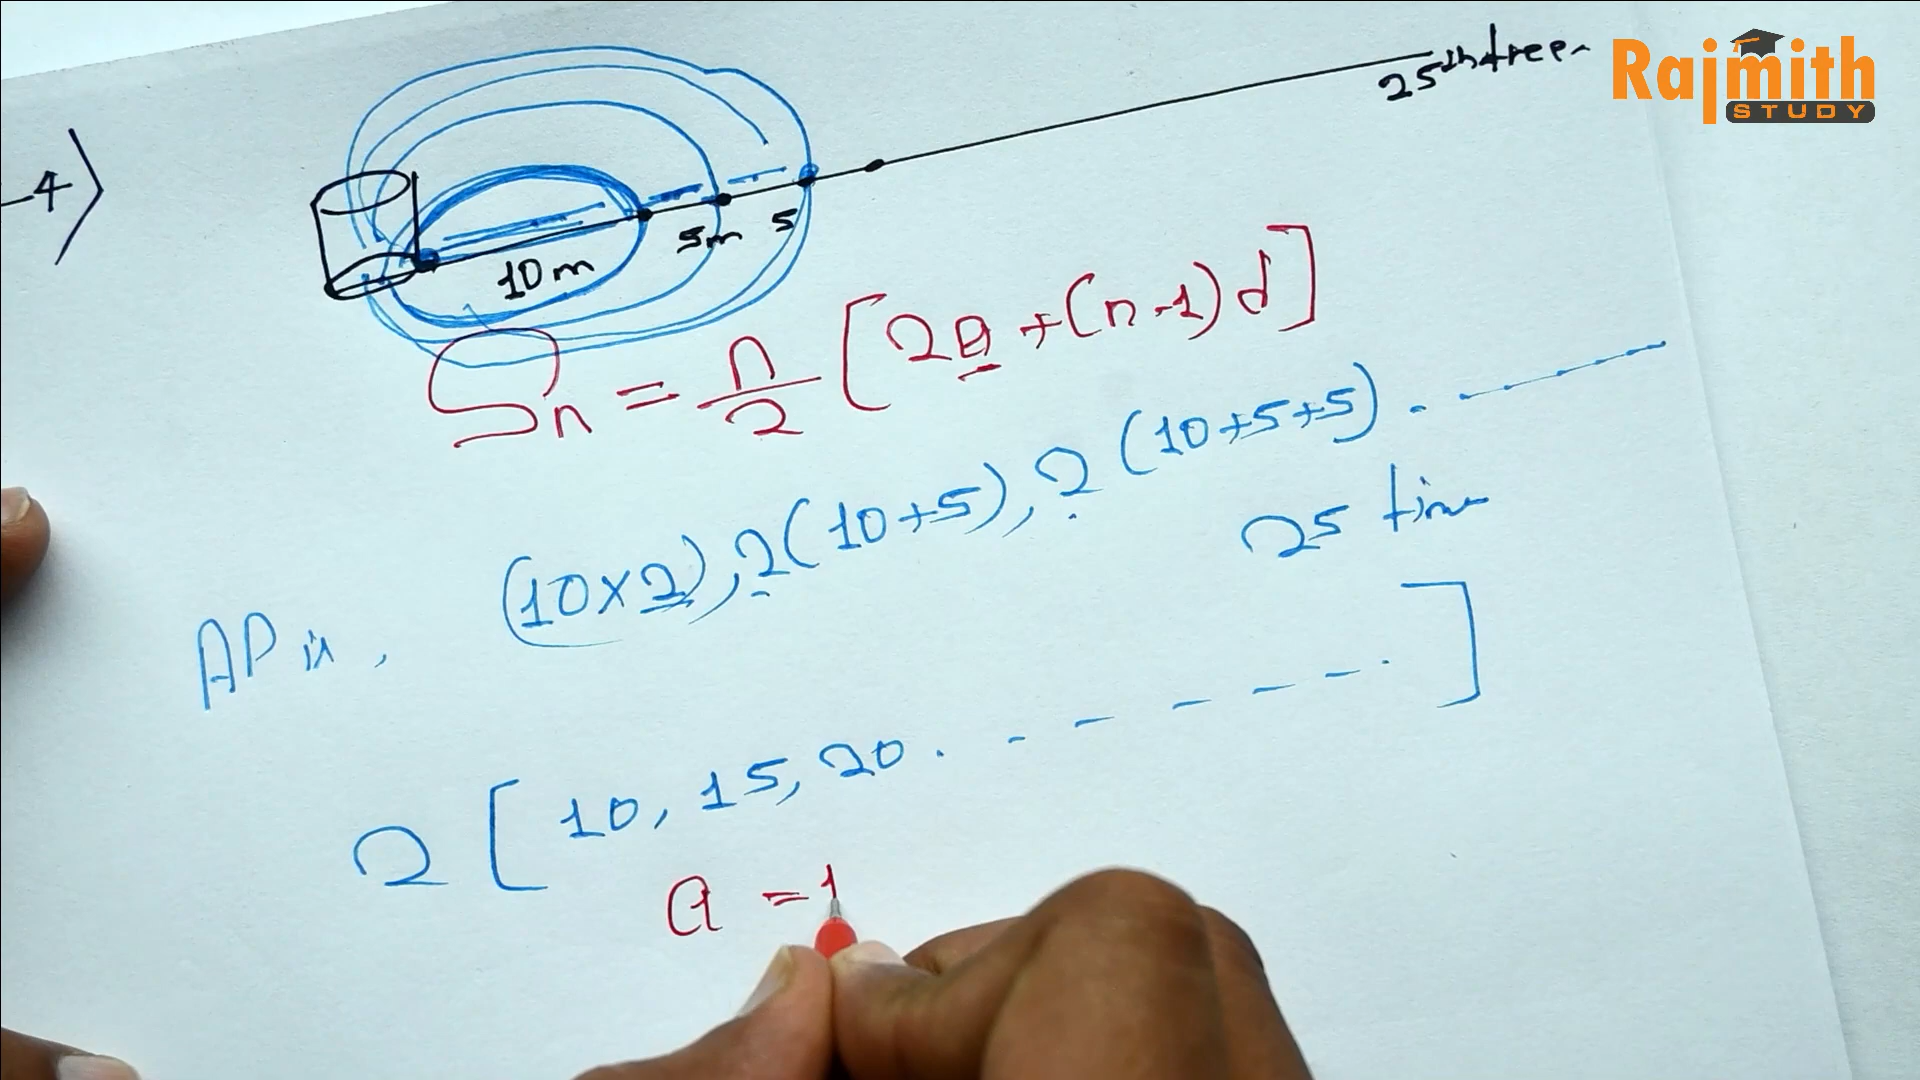 Rajmith
STUDY
25th tree
-4⟩
10m 5m 5
Sn = n/2 [2a+(n-1)d]
AP is, (10×2), 2(10+5), 2(10+5+5). ------
25 time
2 [10, 15, 20. - - - - - - ]
a = 1